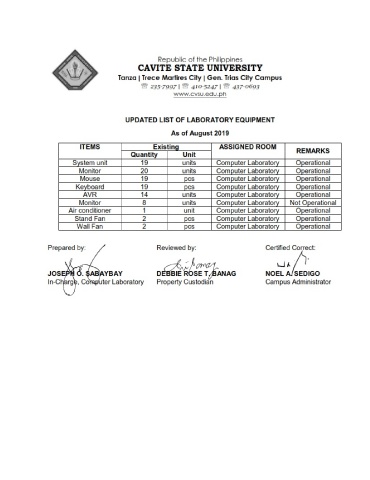 Republic of the Philippines
CAVITE STATE UNIVERSITY
Tanza | Trece Martires City | Gen. Trias City Campus
☏ 235-7997 | ☏ 410-5247 | ☏ 437-0693
www.cvsu.edu.ph
UPDATED LIST OF LABORATORY EQUIPMENT
As of August 2019
ITEMS Existing ASSIGNED ROOM REMARKS
Quantity Unit
System unit 19 units Computer Laboratory Operational
Monitor 20 units Computer Laboratory Operational
Mouse 19 pcs Computer Laboratory Operational
Keyboard 19 pcs Computer Laboratory Operational
AVR 14 units Computer Laboratory Operational
Monitor 8 units Computer Laboratory Not Operational
Air conditioner 1 unit Computer Laboratory Operational
Stand Fan 2 pcs Computer Laboratory Operational
Wall Fan 2 pcs Computer Laboratory Operational
Prepared by: Reviewed by: Certified Correct:
JOSEPH O. SABAYBAY DEBBIE ROSE T. BANAG NOEL A. SEDIGO
In-Charge, Computer Laboratory Property Custodian Campus Administrator